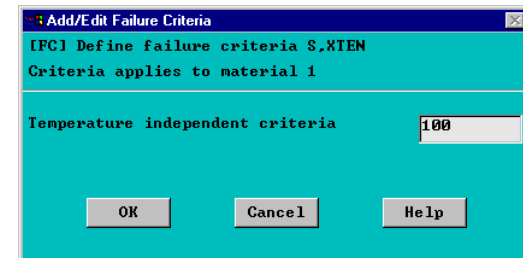 Add/Edit Failure Criteria
[FC] Define failure criteria S,XTEN
Criteria applies to material 1
Temperature independent criteria 100
OK Cancel Help